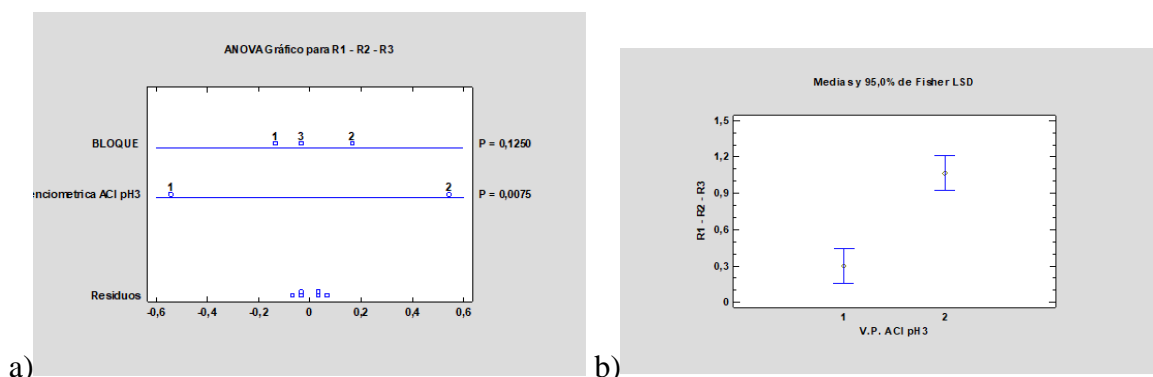 ANOVA Gráfico para R1 - R2 - R3
1 3 2
BLOQUE
P = 0,1250
1 2
enciometrica ACI pH3
P = 0,0075
Residuos
-0,6 -0,4 -0,2 0 0,2 0,4 0,6
a)
Medias y 95,0% de Fisher LSD
1,5
1,2
0,9
0,6
0,3
0
R1 - R2 - R3
1 2
V.P. ACI pH3
b)